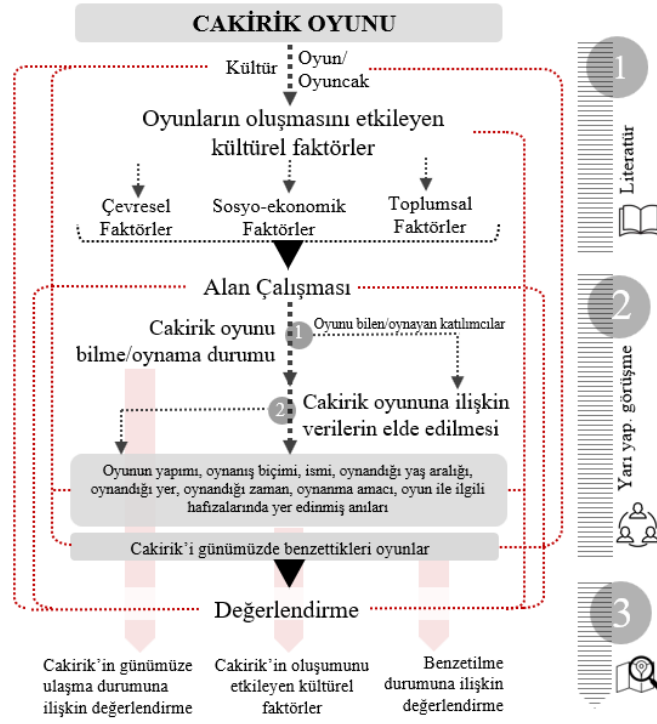 CAKİRİK OYUNU
Kültür
Oyun/
Oyuncak
Oyunların oluşmasını etkileyen
kültürel faktörler
Çevresel
Faktörler
Sosyo-ekonomik
Faktörler
Toplumsal
Faktörler
1
Literatür
Alan Çalışması
Cakirik oyunu
bilme/oynama durumu
1
Oyunu bilen/oynayan katılımcılar
2
Cakirik oyununa ilişkin
verilerin elde edilmesi
Oyunun yapımı, oynanış biçimi, ismi, oynandığı yaş aralığı,
oynandığı yer, oynandığı zaman, oynanma amacı, oyun ile ilgili
hafızalarında yer edinmiş anıları
Cakirik'i günümüzde benzettikleri oyunlar
2
Yarı yap. görüşme
Değerlendirme
3
Cakirik'in günümüze
ulaşma durumuna
ilişkin değerlendirme
Cakirik'in oluşumunu
etkileyen kültürel
faktörler
Benzetilme
durumuna ilişkin
değerlendirme